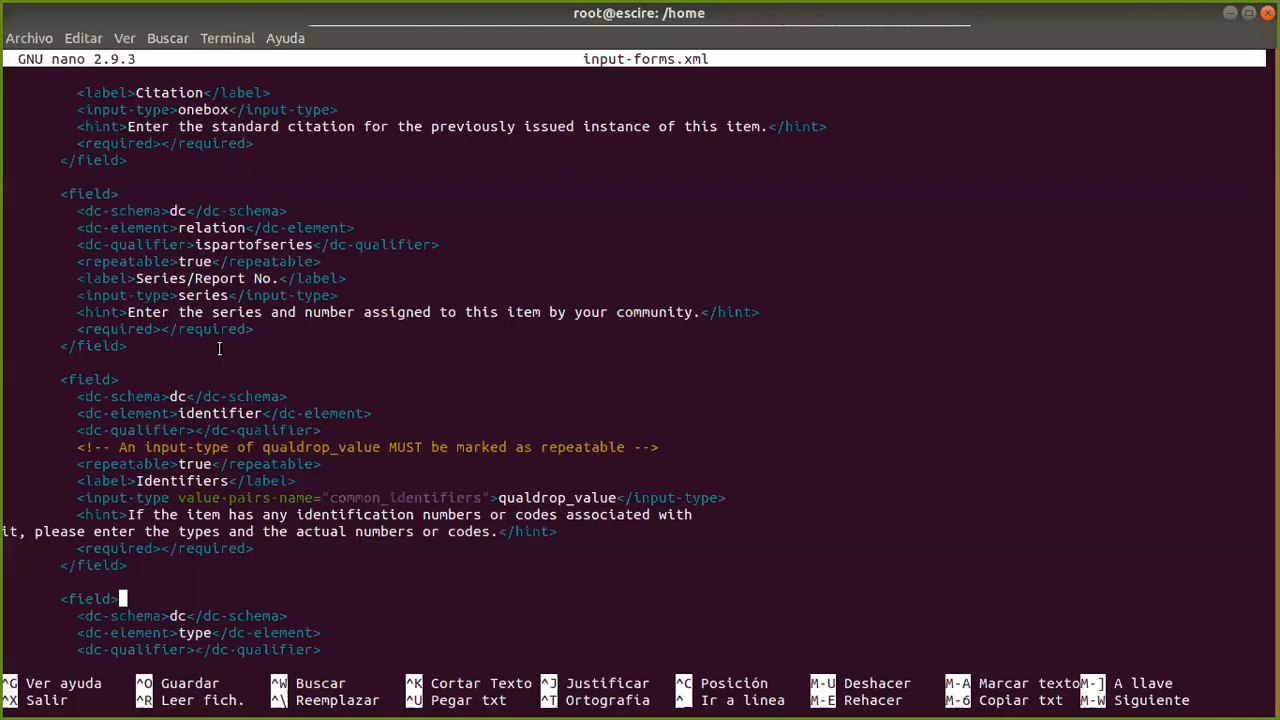 root@escire: /home
Archivo Editar Ver Buscar Terminal Ayuda
GNU nano 2.9.3 input-forms.xml
<label>Citation</label>
<input-type>onebox</input-type>
<hint>Enter the standard citation for the previously issued instance of this item.</hint>
<required></required>
</field>
<field>
<dc-schema>dc</dc-schema>
<dc-element>relation</dc-element>
<dc-qualifier>ispartofseries</dc-qualifier>
<repeatable>true</repeatable>
<label>Series/Report No.</label>
<input-type>series</input-type>
<hint>Enter the series and number assigned to this item by your community.</hint>
<required></required>
</field>
<field>
<dc-schema>dc</dc-schema>
<dc-element>identifier</dc-element>
<dc-qualifier></dc-qualifier>
<!-- An input-type of qualdrop_value MUST be marked as repeatable -->
<repeatable>true</repeatable>
<label>Identifiers</label>
<input-type value-pairs-name="common_identifiers">qualdrop_value</input-type>
<hint>If the item has any identification numbers or codes associated with
it, please enter the types and the actual numbers or codes.</hint>
<required></required>
</field>
<field>
<dc-schema>dc</dc-schema>
<dc-element>type</dc-element>
<dc-qualifier></dc-qualifier>
^G Ver ayuda ^O Guardar ^W Buscar ^K Cortar Texto ^J Justificar ^C Posición M-U Deshacer M-A Marcar texto M-] A llave
^X Salir ^R Leer fich. ^\ Reemplazar ^U Pegar txt ^T Ortografía ^_ Ir a línea M-E Rehacer M-6 Copiar txt M-W Siguiente